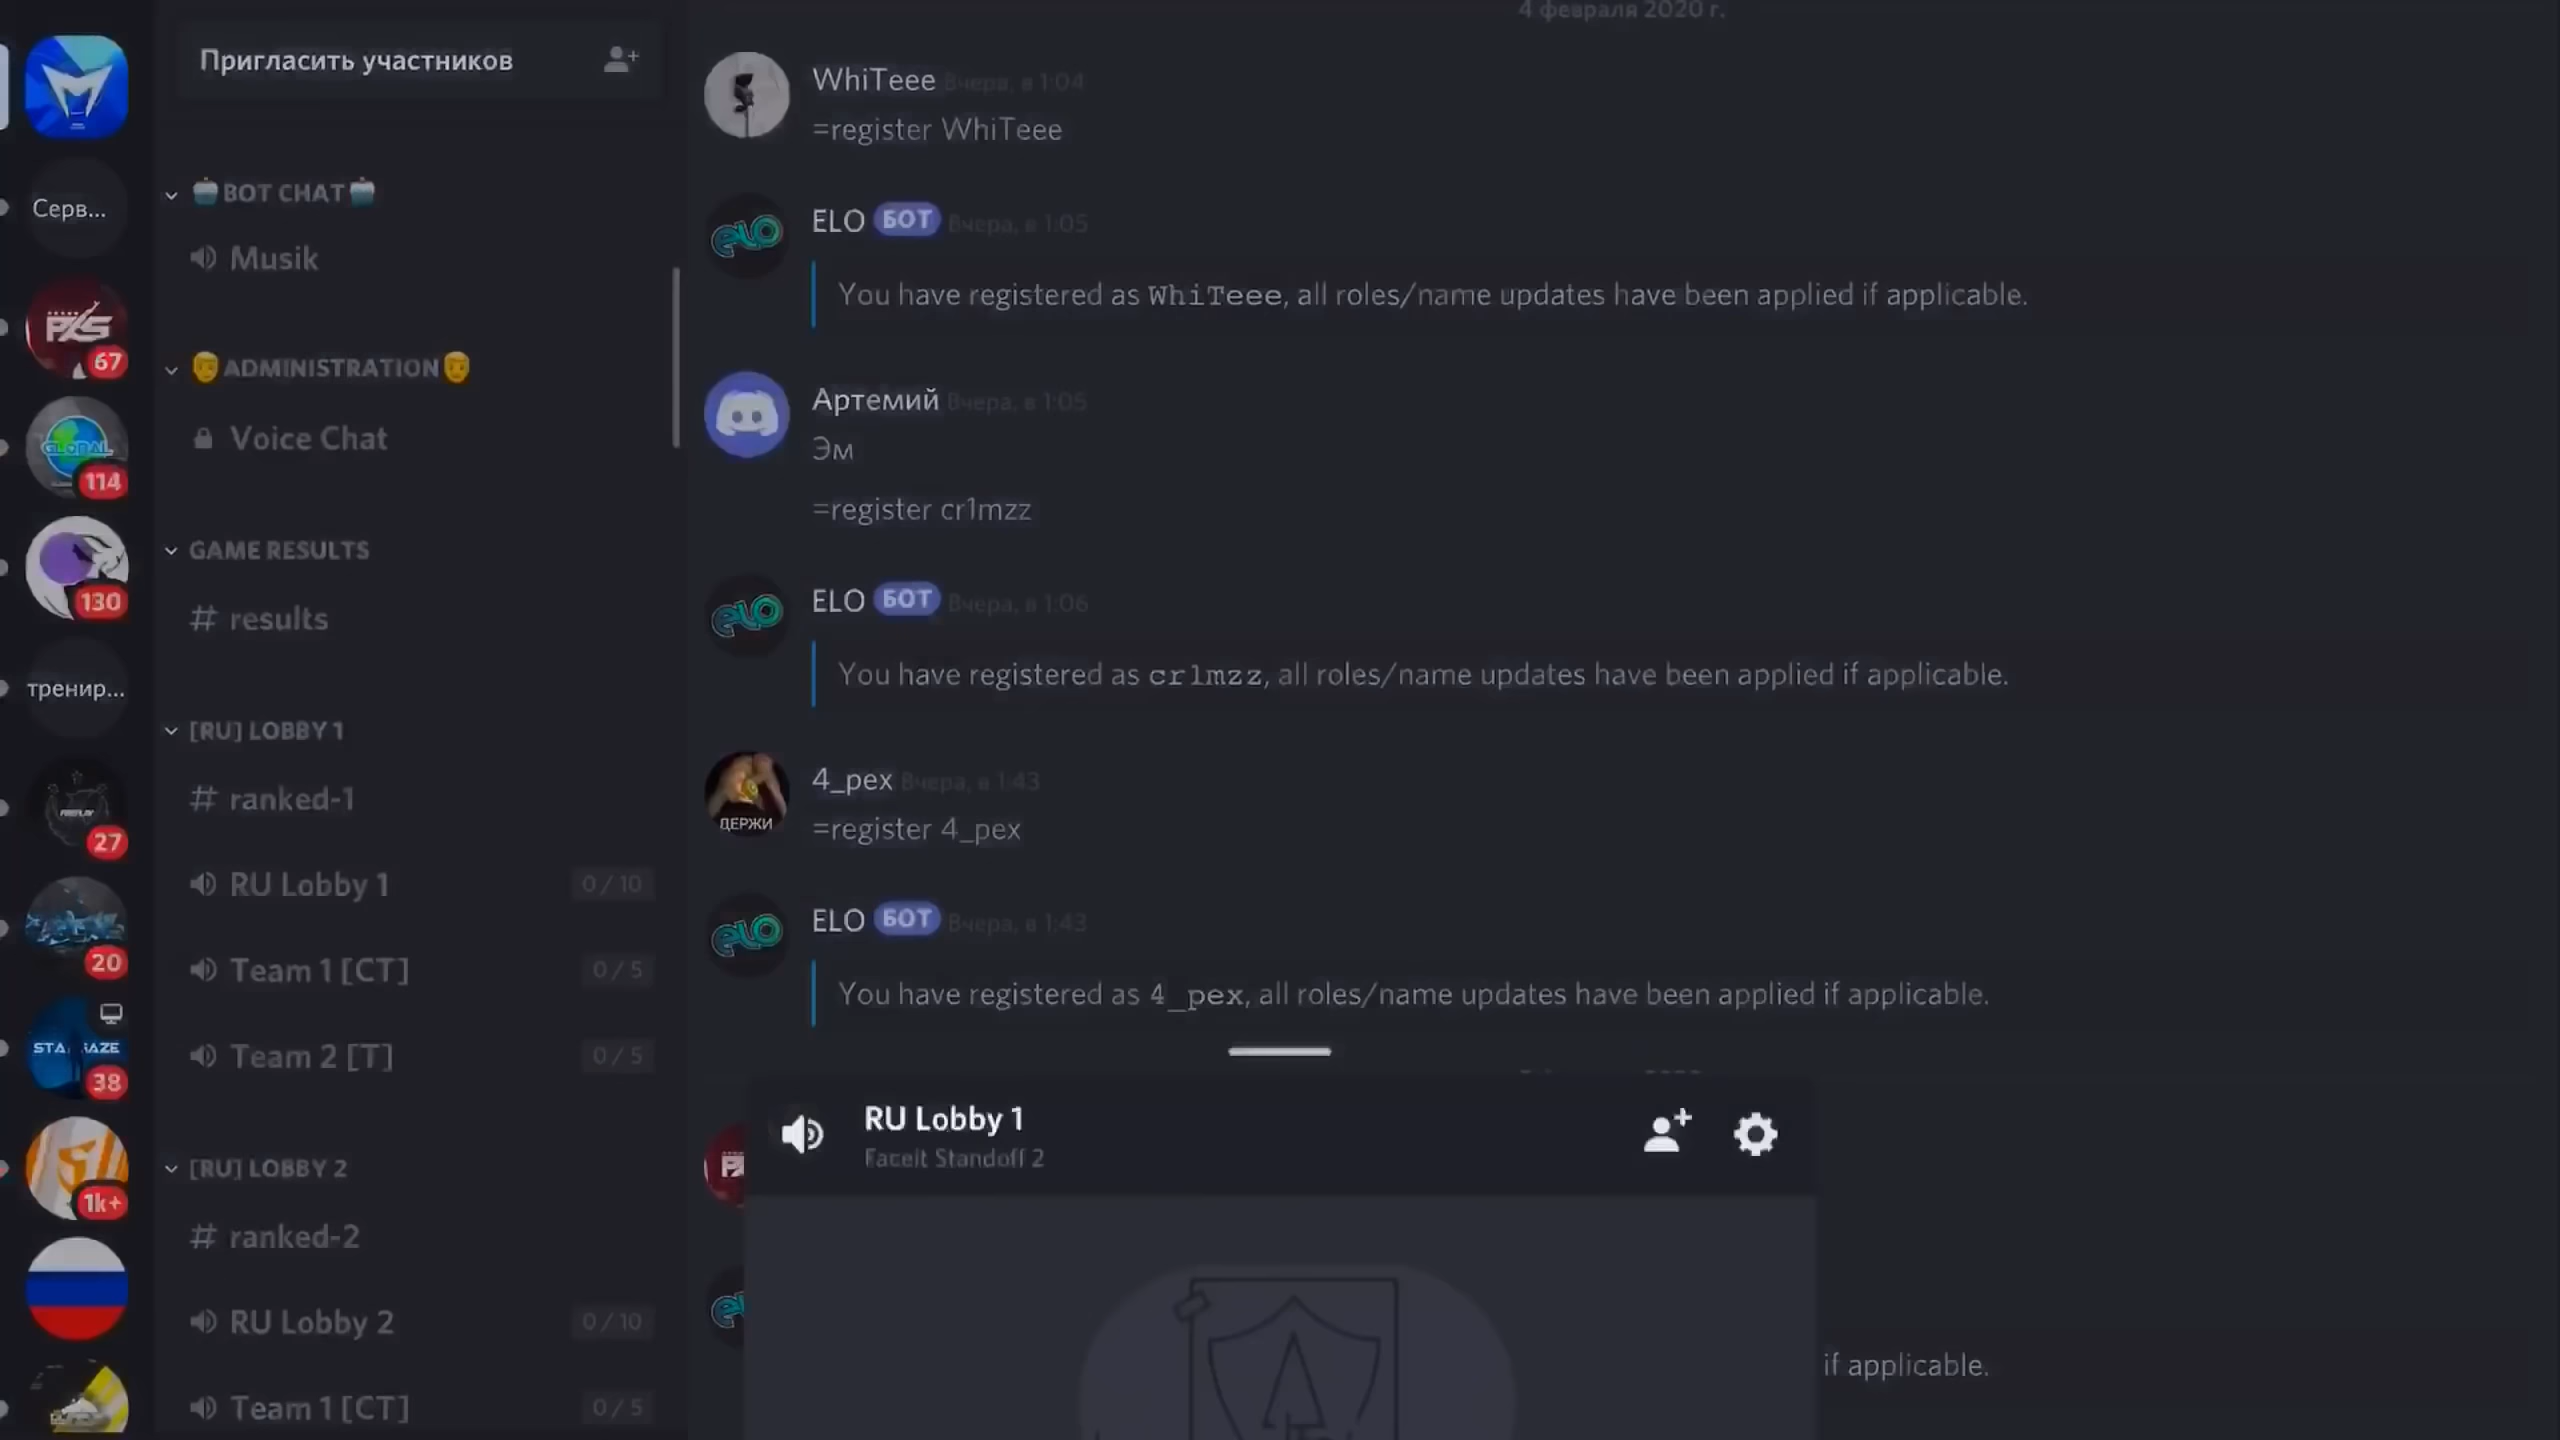 Серв...
67
GLOBAL
114
130
тренир...
27
20
38
1k+
Пригласить участников
BOT CHAT
Musik
ADMINISTRATION
Voice Chat
GAME RESULTS
# results
[RU] LOBBY 1
# ranked-1
RU Lobby 1 0/10
Team 1 [CT] 0/5
Team 2 [T] 0/5
[RU] LOBBY 2
# ranked-2
RU Lobby 2 0/10
Team 1 [CT] 0/5
4 февраля 2020 г.
WhiTeee Вчера, в 1:04
=register WhiTeee
elo
ELO БОТ Вчера, в 1:05
You have registered as WhiTeee, all roles/name updates have been applied if applicable.
Артемий Вчера, в 1:05
Эм
=register cr1mzz
elo
ELO БОТ Вчера, в 1:06
You have registered as cr1mzz, all roles/name updates have been applied if applicable.
ДЕРЖИ
4_pex Вчера, в 1:43
=register 4_pex
elo
ELO БОТ Вчера, в 1:43
You have registered as 4_pex, all roles/name updates have been applied if applicable.
RU Lobby 1
Faceit Standoff 2
if applicable.